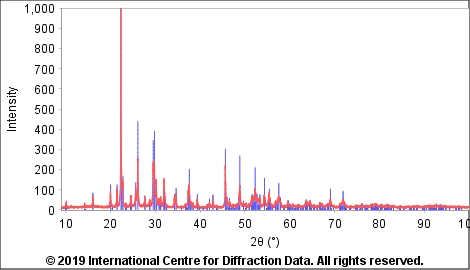 1,000
900
800
700
600
500
400
300
200
100
0
Intensity
10 20 30 40 50 60 70 80 90 100
2θ (°)
© 2019 International Centre for Diffraction Data. All rights reserved.